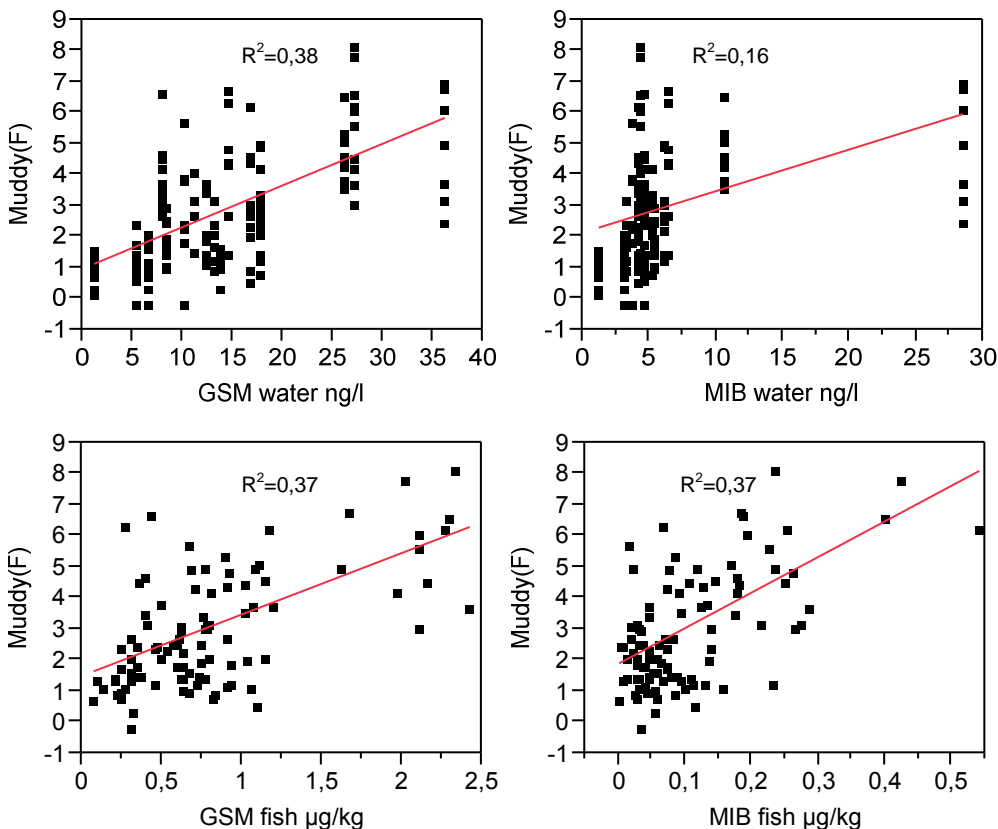 R²=0,38
Muddy(F)
9
8
7
6
5
4
3
2
1
0
-1
0 5 10 15 20 25 30 35 40
GSM water ng/l
R²=0,16
Muddy(F)
9
8
7
6
5
4
3
2
1
0
-1
0 5 10 15 20 25 30
MIB water ng/l
R²=0,37
Muddy(F)
9
8
7
6
5
4
3
2
1
0
-1
0 0,5 1 1,5 2 2,5
GSM fish µg/kg
R²=0,37
Muddy(F)
9
8
7
6
5
4
3
2
1
0
-1
0 0,1 0,2 0,3 0,4 0,5
MIB fish µg/kg